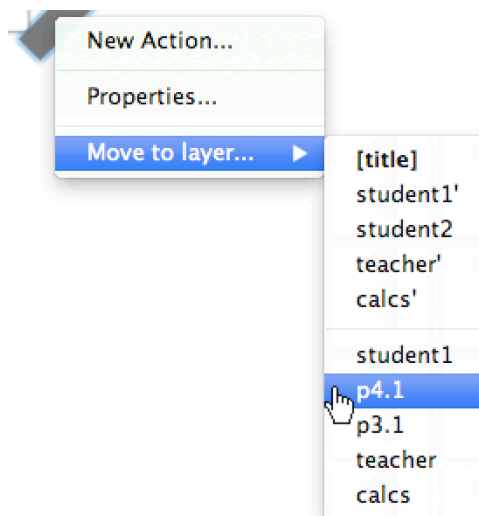 New Action...
Properties...
Move to layer...
[title]
student1'
student2
teacher'
calcs'
student1
p4.1
p3.1
teacher
calcs